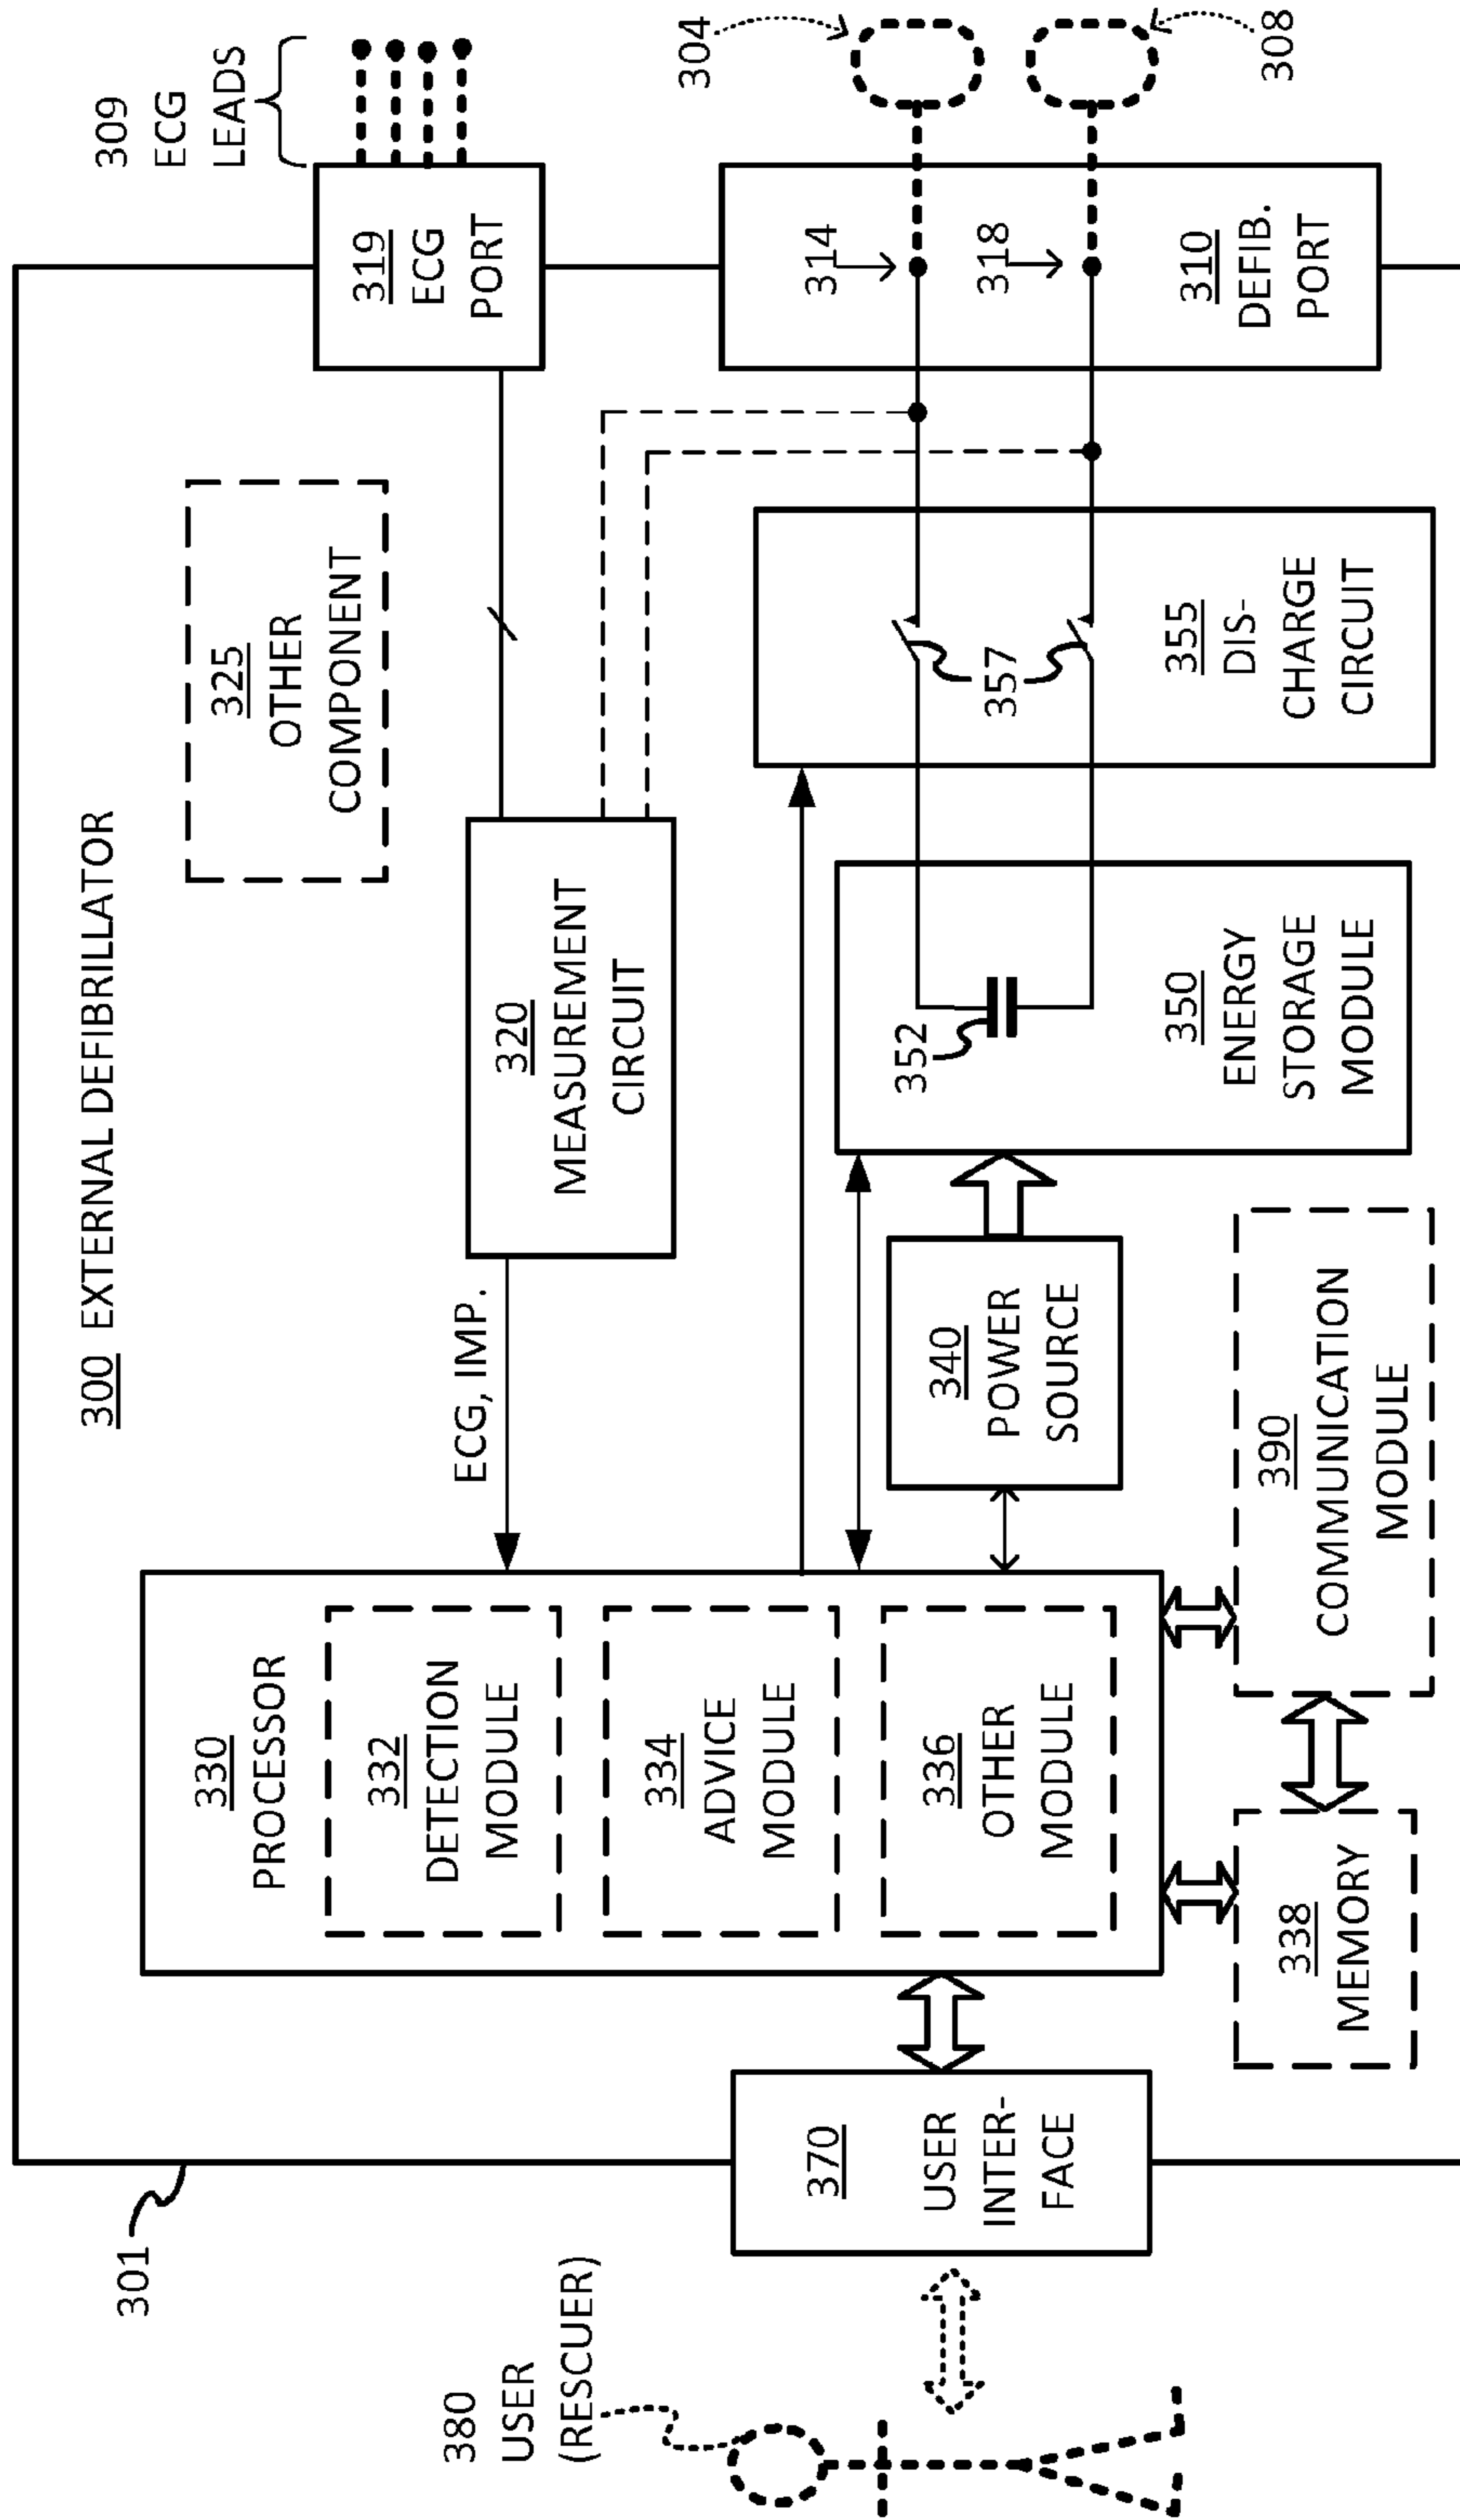 300 EXTERNAL DEFIBRILLATOR
301
380
USER
(RESCUER)
370
USER
INTER-
FACE
330
PROCESSOR
332
DETECTION
MODULE
334
ADVICE
MODULE
336
OTHER
MODULE
338
MEMORY
390
COMMUNICATION
MODULE
ECG, IMP.
340
POWER
SOURCE
320
MEASUREMENT
CIRCUIT
352
350
ENERGY
STORAGE
MODULE
325
OTHER
COMPONENT
357
355
DIS-
CHARGE
CIRCUIT
319
ECG
PORT
314
318
310
DEFIB.
PORT
309
ECG
LEADS
304
308